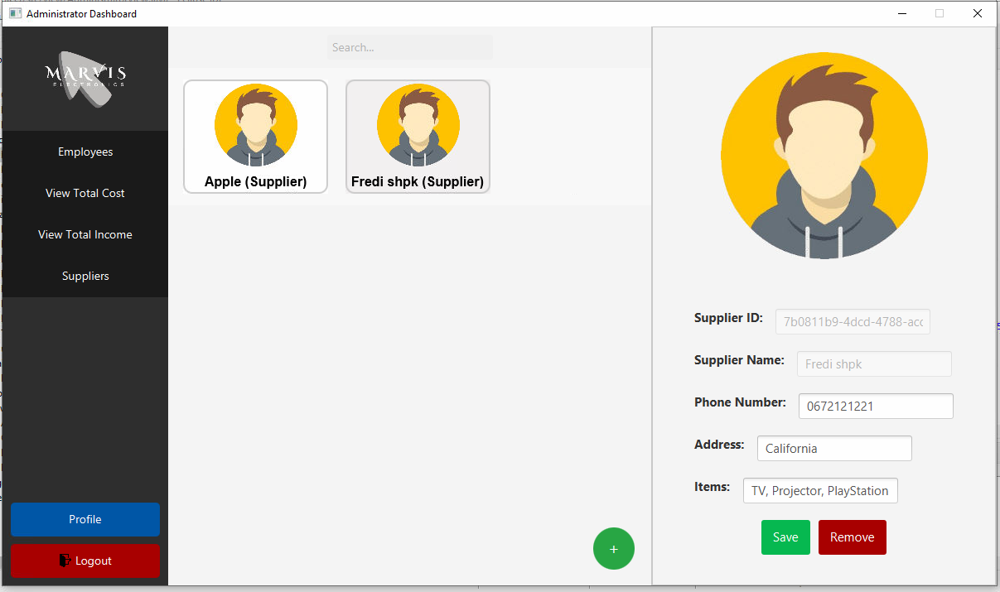 Administrator Dashboard
MARVIS
ELECTRONICS
Employees
View Total Cost
View Total Income
Suppliers
Profile
Logout
Search...
Apple (Supplier)
Fredi shpk (Supplier)
+
Supplier ID: 7b0811b9-4dcd-4788-acc
Supplier Name: Fredi shpk
Phone Number: 0672121221
Address: California
Items: TV, Projector, PlayStation
Save Remove